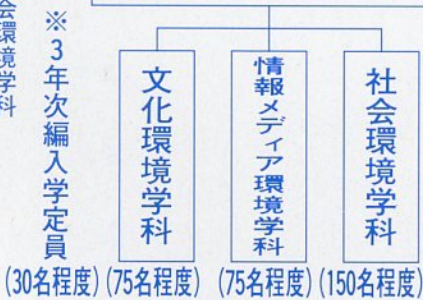 社会環境学科
(150名程度)
情報メディア環境学科
(75名程度)
文化環境学科
(75名程度)
※3年次編入学定員
(30名程度)
会環境学科